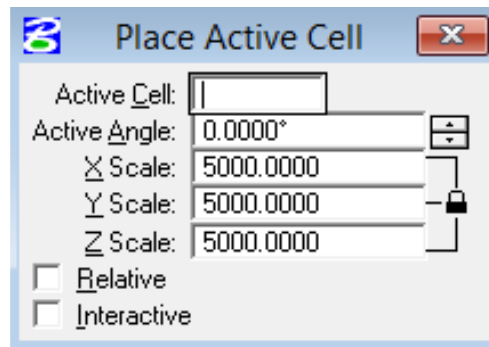 Place Active Cell
Active Cell:
Active Angle: 0.0000°
X Scale: 5000.0000
Y Scale: 5000.0000
Z Scale: 5000.0000
Relative
Interactive